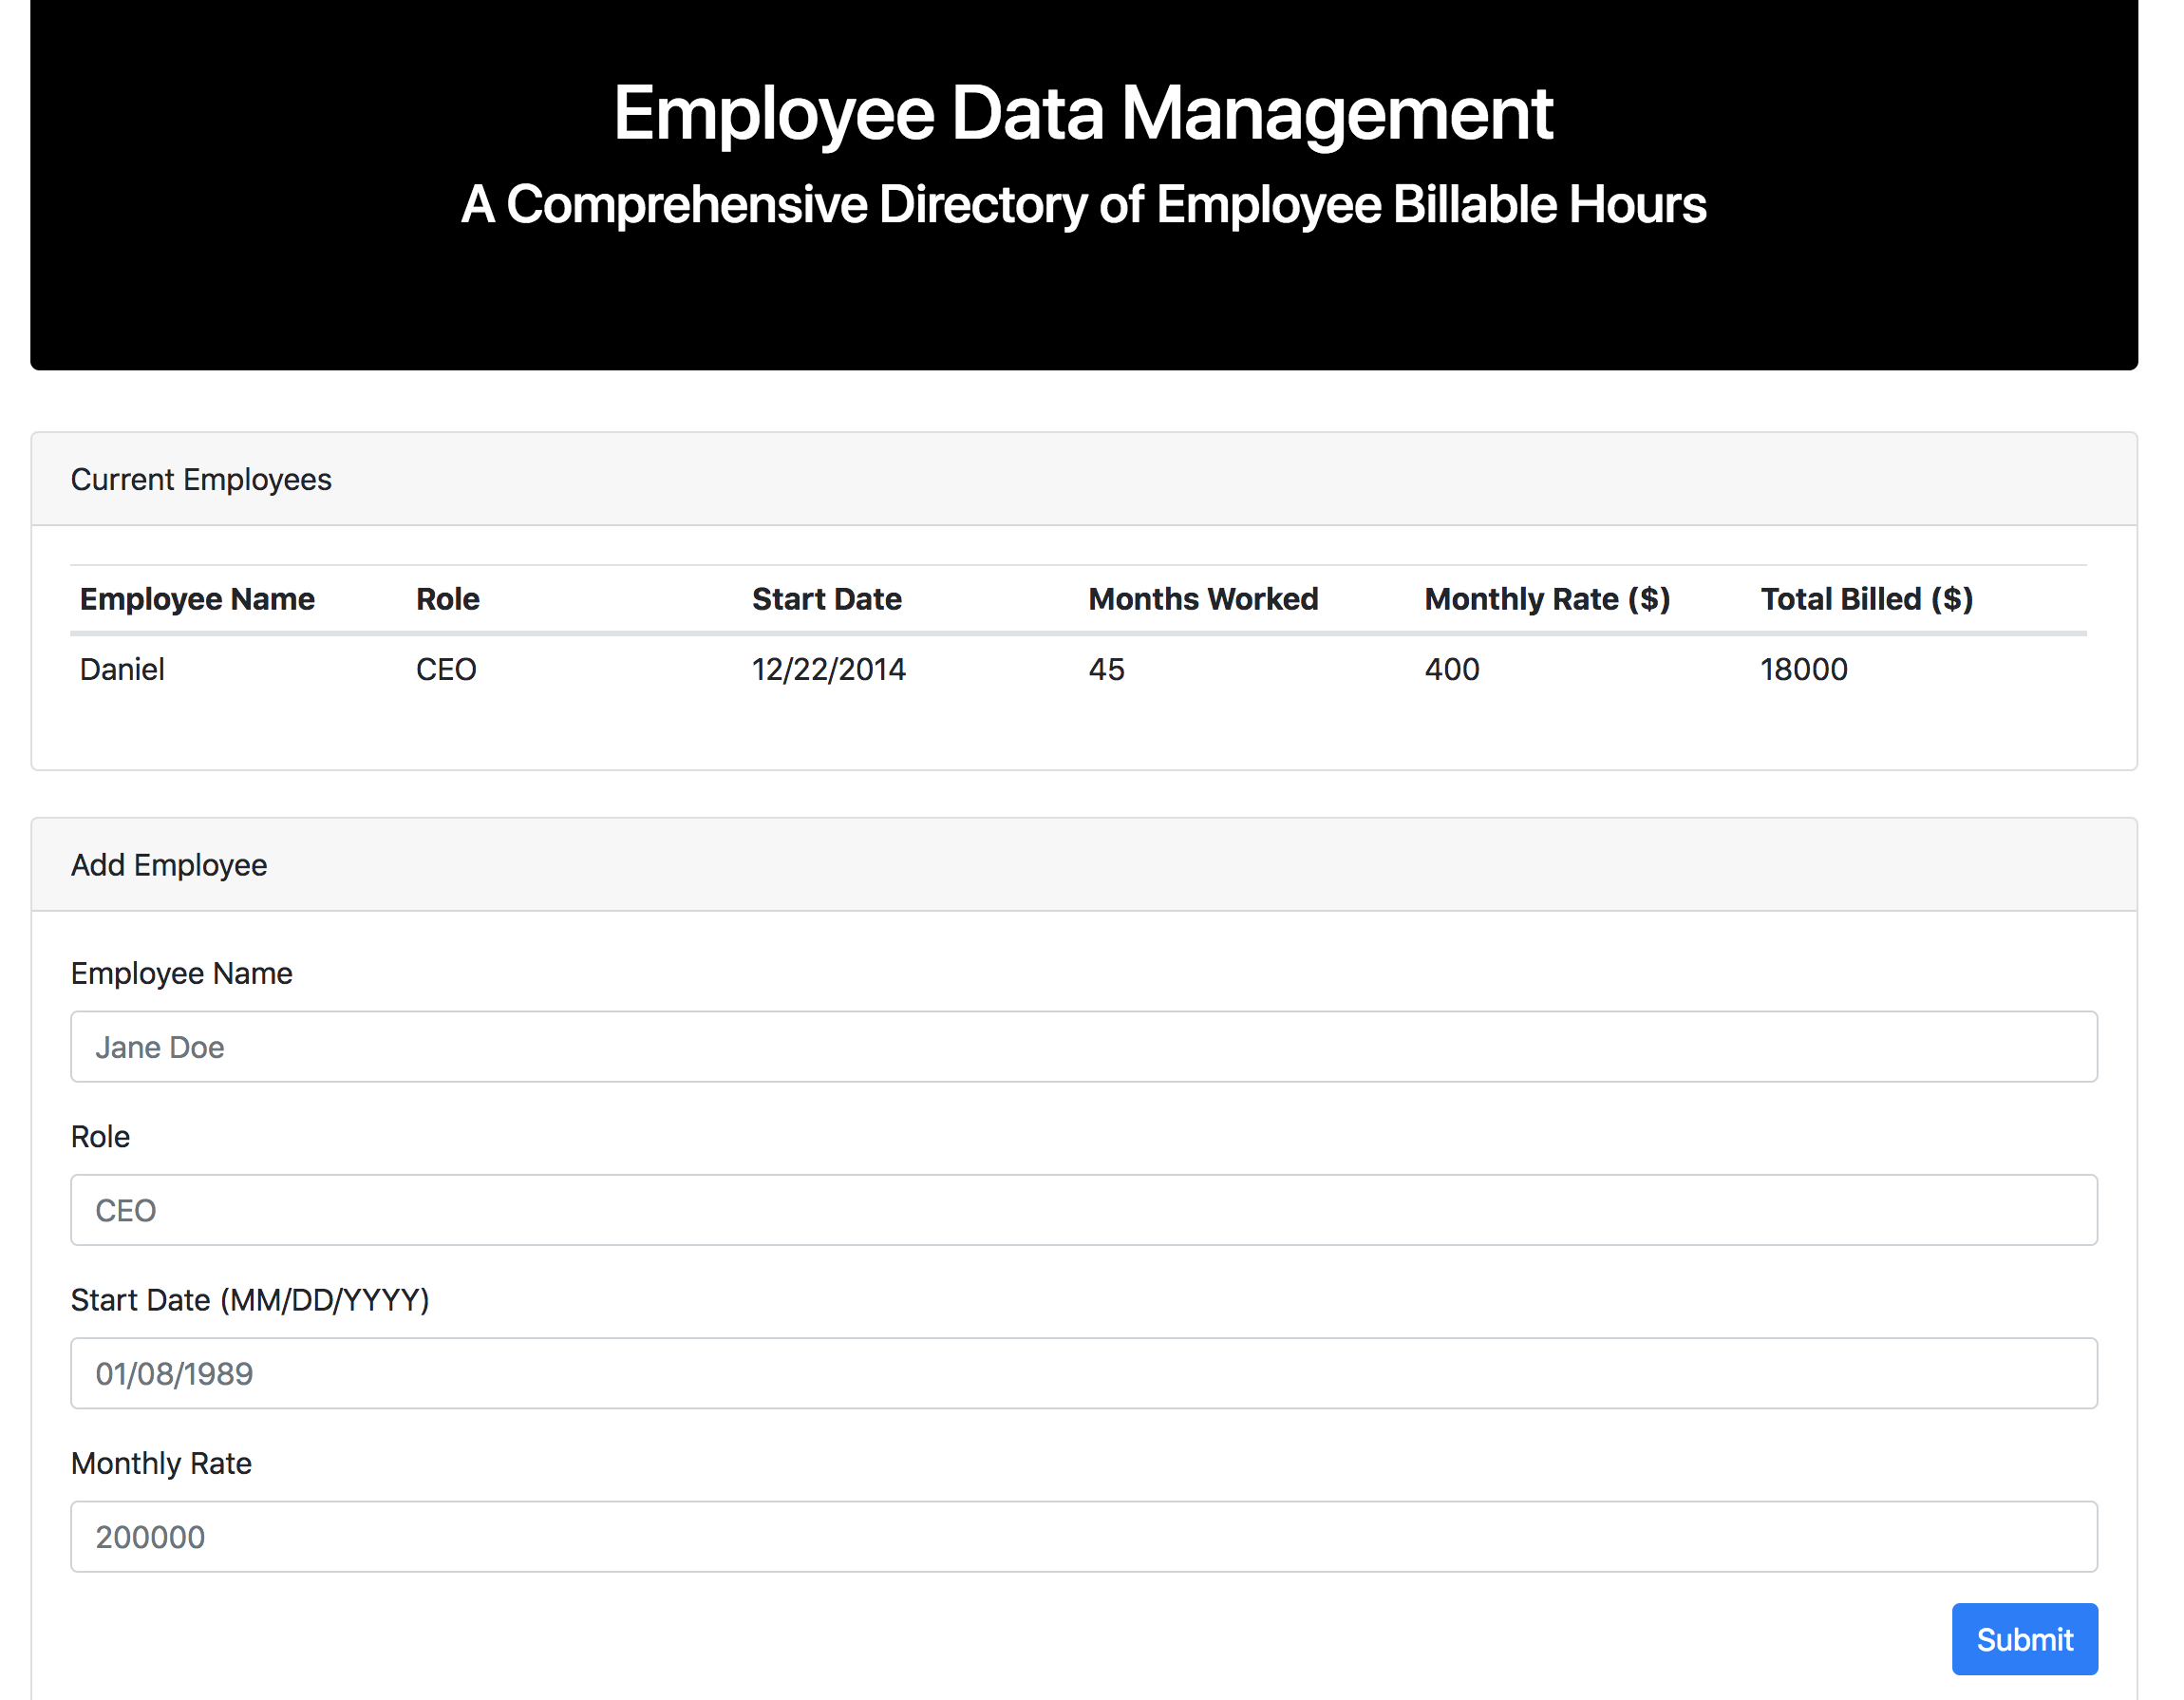 Employee Data Management
A Comprehensive Directory of Employee Billable Hours
Current Employees
Employee Name Role Start Date Months Worked Monthly Rate ($) Total Billed ($)
Daniel CEO 12/22/2014 45 400 18000
Add Employee
Employee Name
Jane Doe
Role
CEO
Start Date (MM/DD/YYYY)
01/08/1989
Monthly Rate
200000
Submit